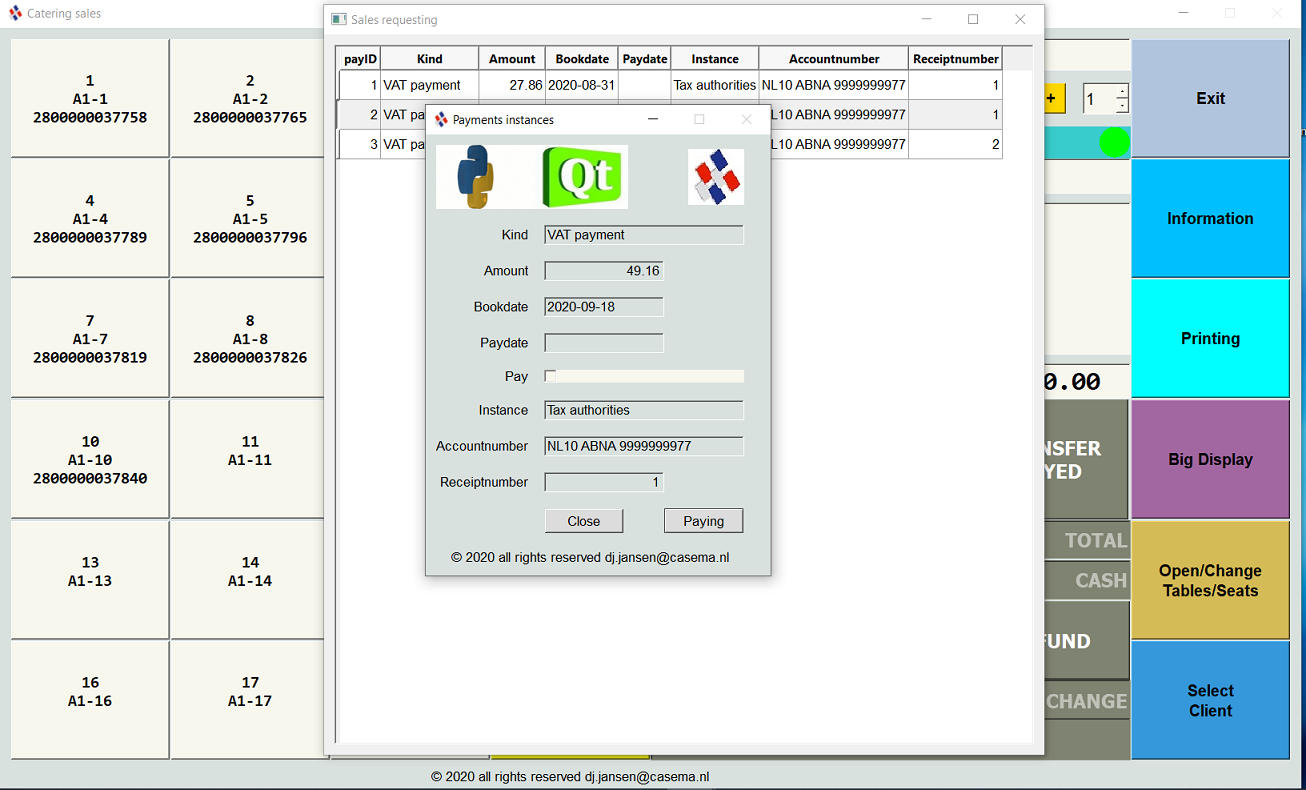 Catering sales
1
A1-1
2800000037758
2
A1-2
2800000037765
4
A1-4
2800000037789
5
A1-5
2800000037796
7
A1-7
2800000037819
8
A1-8
2800000037826
10
A1-10
2800000037840
11
A1-11
13
A1-13
14
A1-14
16
A1-16
17
A1-17
Sales requesting
payID Kind Amount Bookdate Paydate Instance Accountnumber Receiptnumber
1 VAT payment 27.86 2020-08-31 Tax authorities NL10 ABNA 9999999977 1
2 VAT pa L10 ABNA 9999999977 1
3 VAT pa L10 ABNA 9999999977 2
Payments instances
Qt
Kind VAT payment
Amount 49.16
Bookdate 2020-09-18
Paydate
Pay
Instance Tax authorities
Accountnumber NL10 ABNA 9999999977
Receiptnumber 1
Close Paying
© 2020 all rights reserved dj.jansen@casema.nl
+ 1
0.00
NSFER
YED
TOTAL
CASH
FUND
CHANGE
Exit
Information
Printing
Big Display
Open/Change
Tables/Seats
Select
Client
© 2020 all rights reserved dj.jansen@casema.nl